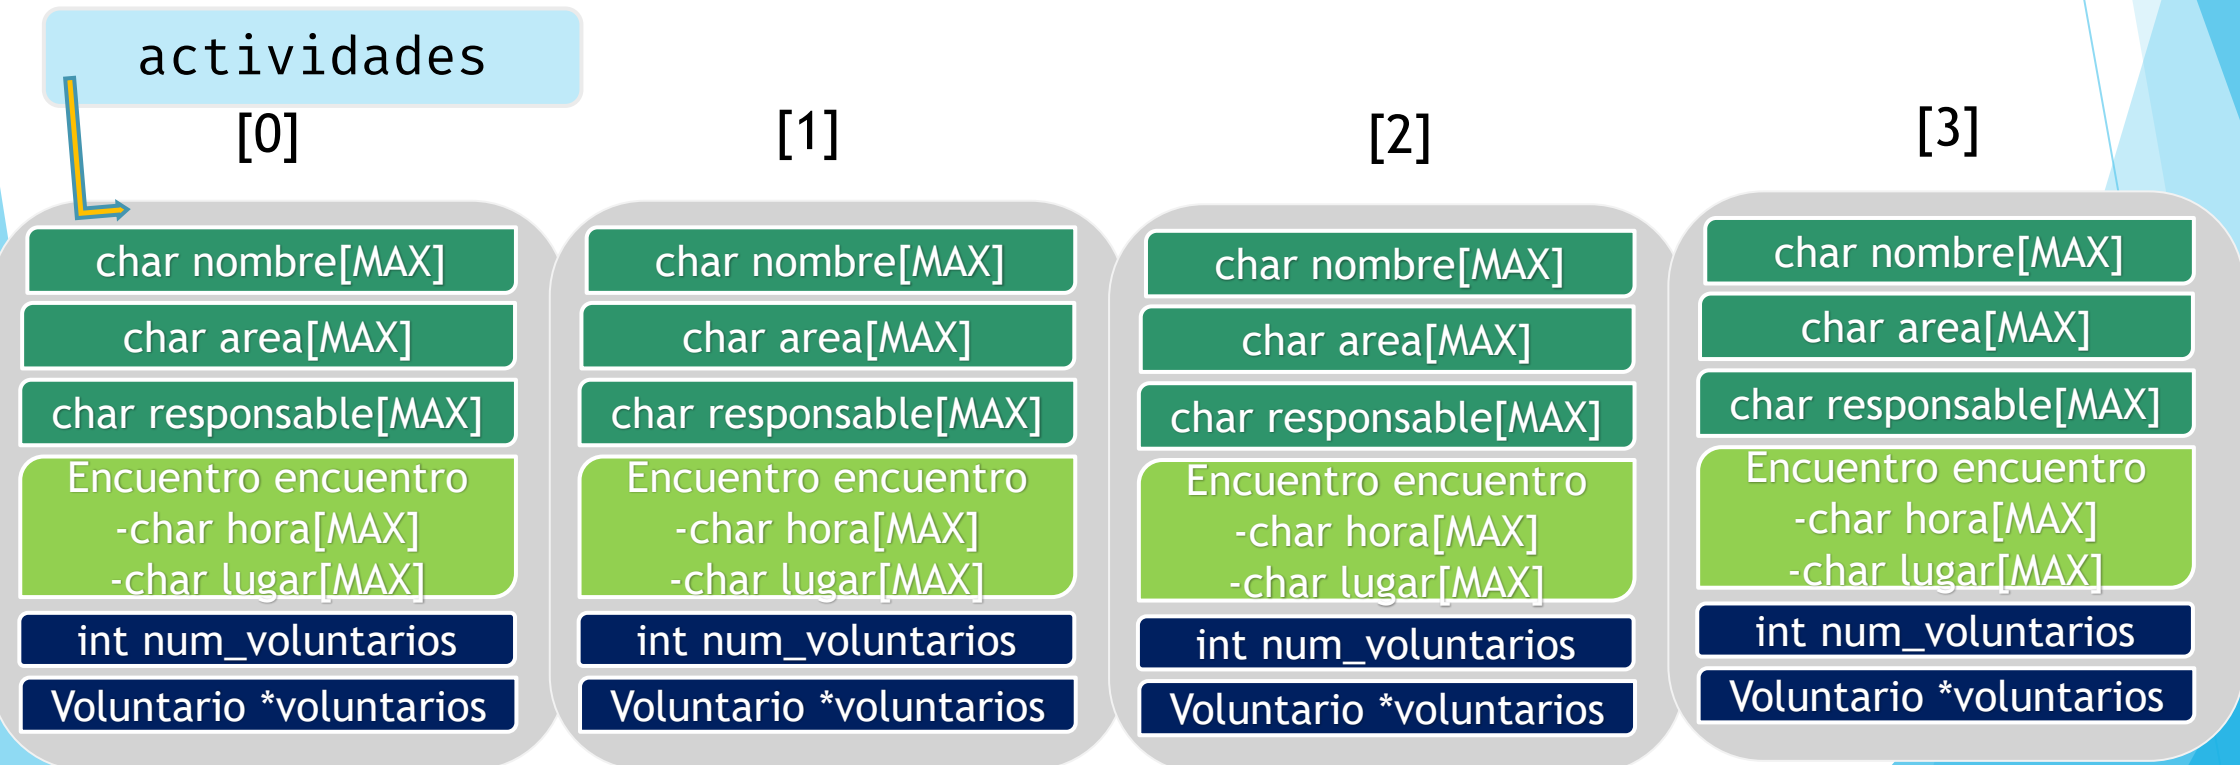 actividades
[0]
char nombre[MAX]
char area[MAX]
char responsable[MAX]
Encuentro encuentro
-char hora[MAX]
-char lugar[MAX]
int num_voluntarios
Voluntario *voluntarios
[1]
char nombre[MAX]
char area[MAX]
char responsable[MAX]
Encuentro encuentro
-char hora[MAX]
-char lugar[MAX]
int num_voluntarios
Voluntario *voluntarios
[2]
char nombre[MAX]
char area[MAX]
char responsable[MAX]
Encuentro encuentro
-char hora[MAX]
-char lugar[MAX]
int num_voluntarios
Voluntario *voluntarios
[3]
char nombre[MAX]
char area[MAX]
char responsable[MAX]
Encuentro encuentro
-char hora[MAX]
-char lugar[MAX]
int num_voluntarios
Voluntario *voluntarios